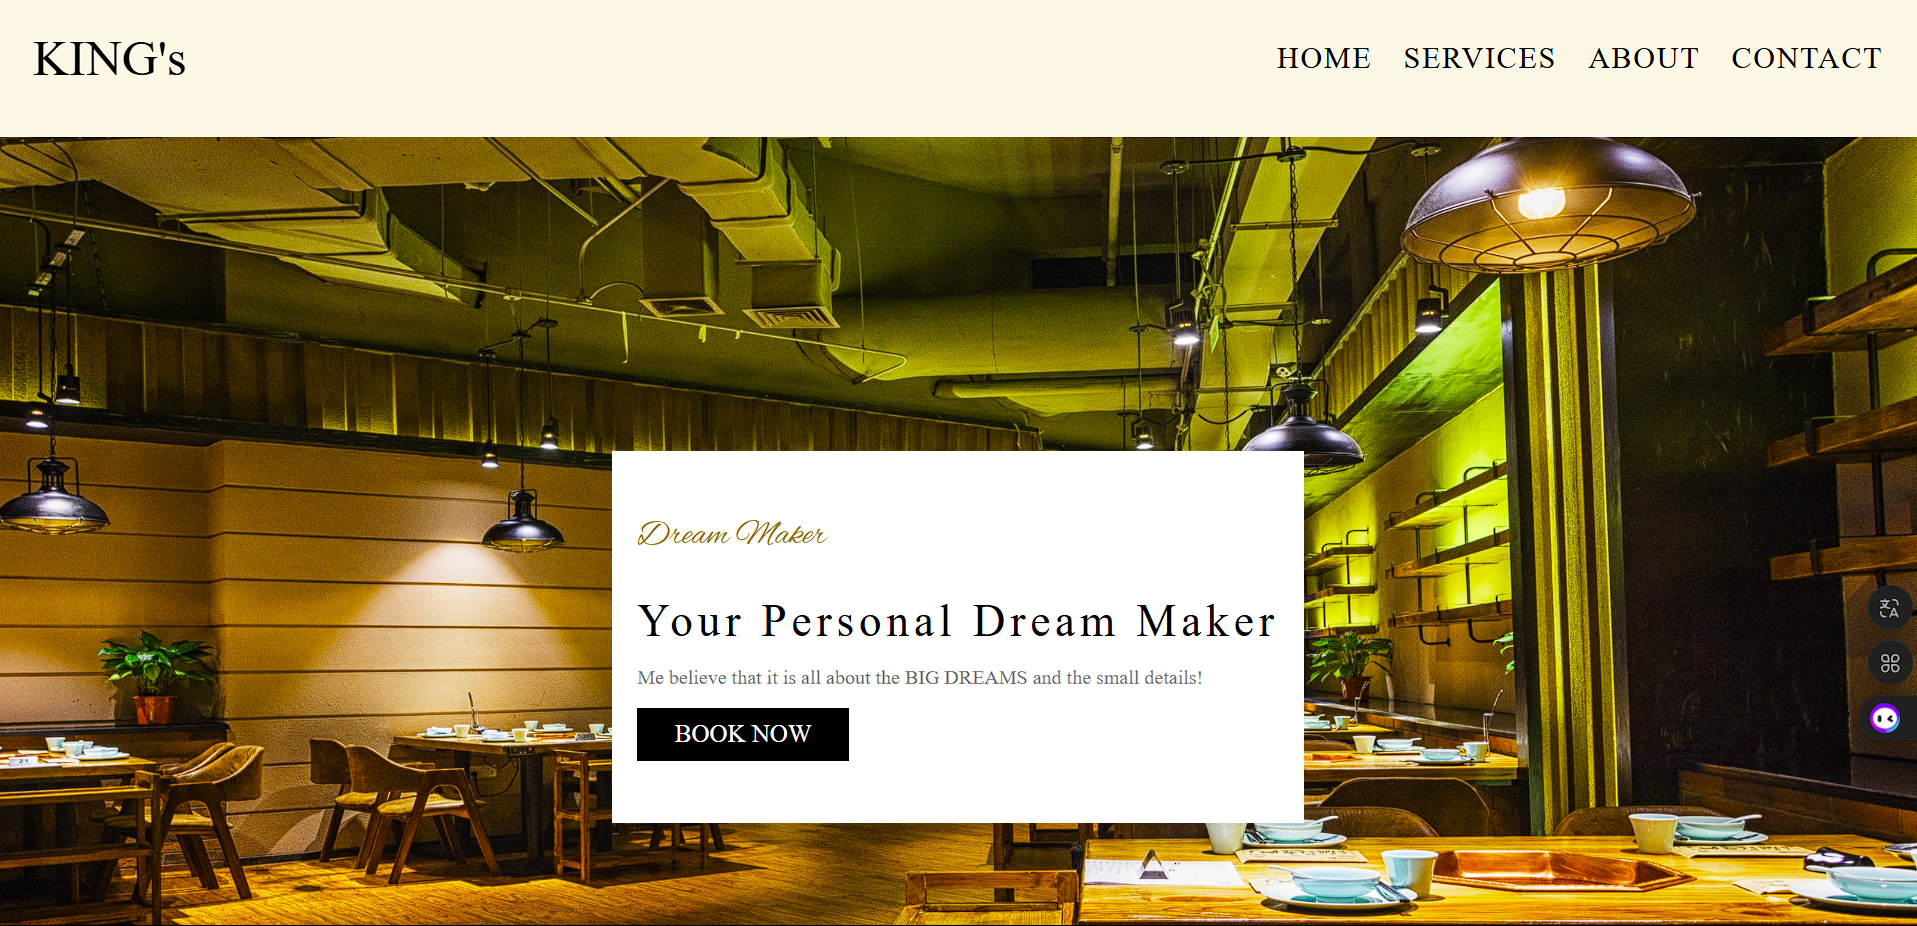 KING's
HOME SERVICES ABOUT CONTACT
Dream Maker
Your Personal Dream Maker
Me believe that it is all about the BIG DREAMS and the small details!
BOOK NOW